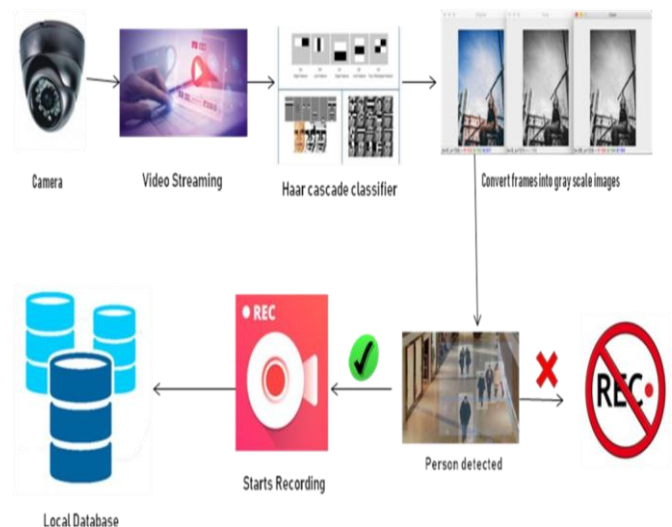 Camera
Video Streaming
Haar cascade classifier
Convert frames into gray scale images
REC
REC
Person detected
Starts Recording
Local Database